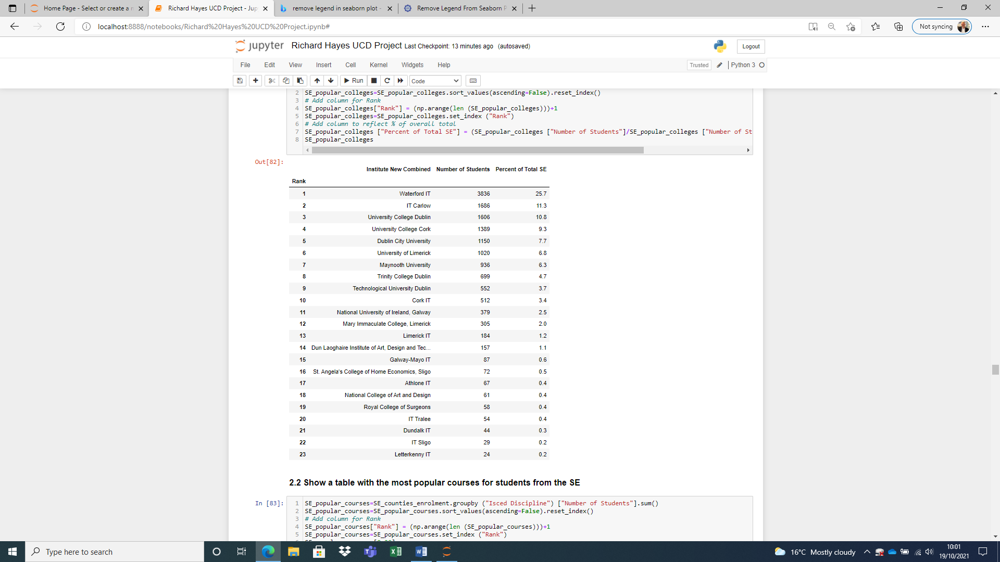 Home Page - Select or create a n
Richard Hayes UCD Project - Jup
remove legend in seaborn plot -
Remove Legend From Seaborn P
localhost:8888/notebooks/Richard%20Hayes%20UCD%20Project.ipynb#
Not syncing
jupyter Richard Hayes UCD Project Last Checkpoint: 13 minutes ago (autosaved)
Logout
File Edit View Insert Cell Kernel Widgets Help
Trusted Python 3
Run Code
2 SE_popular_colleges=SE_popular_colleges.sort_values(ascending=False).reset_index()
3 # Add column for Rank
4 SE_popular_colleges["Rank"] = (np.arange(len (SE_popular_colleges)))+1
5 SE_popular_colleges=SE_popular_colleges.set_index ("Rank")
6 # Add column to reflect % of overall total
7 SE_popular_colleges ["Percent of Total SE"] = (SE_popular_colleges ["Number of Students"]/SE_popular_colleges ["Number of St
8 SE_popular_colleges
Out[82]:
Institute New Combined Number of Students Percent of Total SE
Rank
1 Waterford IT 3836 25.7
2 IT Carlow 1686 11.3
3 University College Dublin 1606 10.8
4 University College Cork 1389 9.3
5 Dublin City University 1150 7.7
6 University of Limerick 1020 6.8
7 Maynooth University 936 6.3
8 Trinity College Dublin 699 4.7
9 Technological University Dublin 552 3.7
10 Cork IT 512 3.4
11 National University of Ireland, Galway 379 2.5
12 Mary Immaculate College, Limerick 305 2.0
13 Limerick IT 184 1.2
14 Dun Laoghaire Institute of Art, Design and Tec... 157 1.1
15 Galway-Mayo IT 87 0.6
16 St. Angela's College of Home Economics, Sligo 72 0.5
17 Athlone IT 67 0.4
18 National College of Art and Design 61 0.4
19 Royal College of Surgeons 58 0.4
20 IT Tralee 54 0.4
21 Dundalk IT 44 0.3
22 IT Sligo 29 0.2
23 Letterkenny IT 24 0.2
2.2 Show a table with the most popular courses for students from the SE
In [83]:
1 SE_popular_courses=SE_counties_enrolment.groupby ("Isced Discipline") ["Number of Students"].sum()
2 SE_popular_courses=SE_popular_courses.sort_values(ascending=False).reset_index()
3 # Add column for Rank
4 SE_popular_courses["Rank"] = (np.arange(len (SE_popular_courses)))+1
5 SE_popular_courses=SE_popular_courses.set_index ("Rank")
Type here to search
16°C Mostly cloudy
10:01
19/10/2021